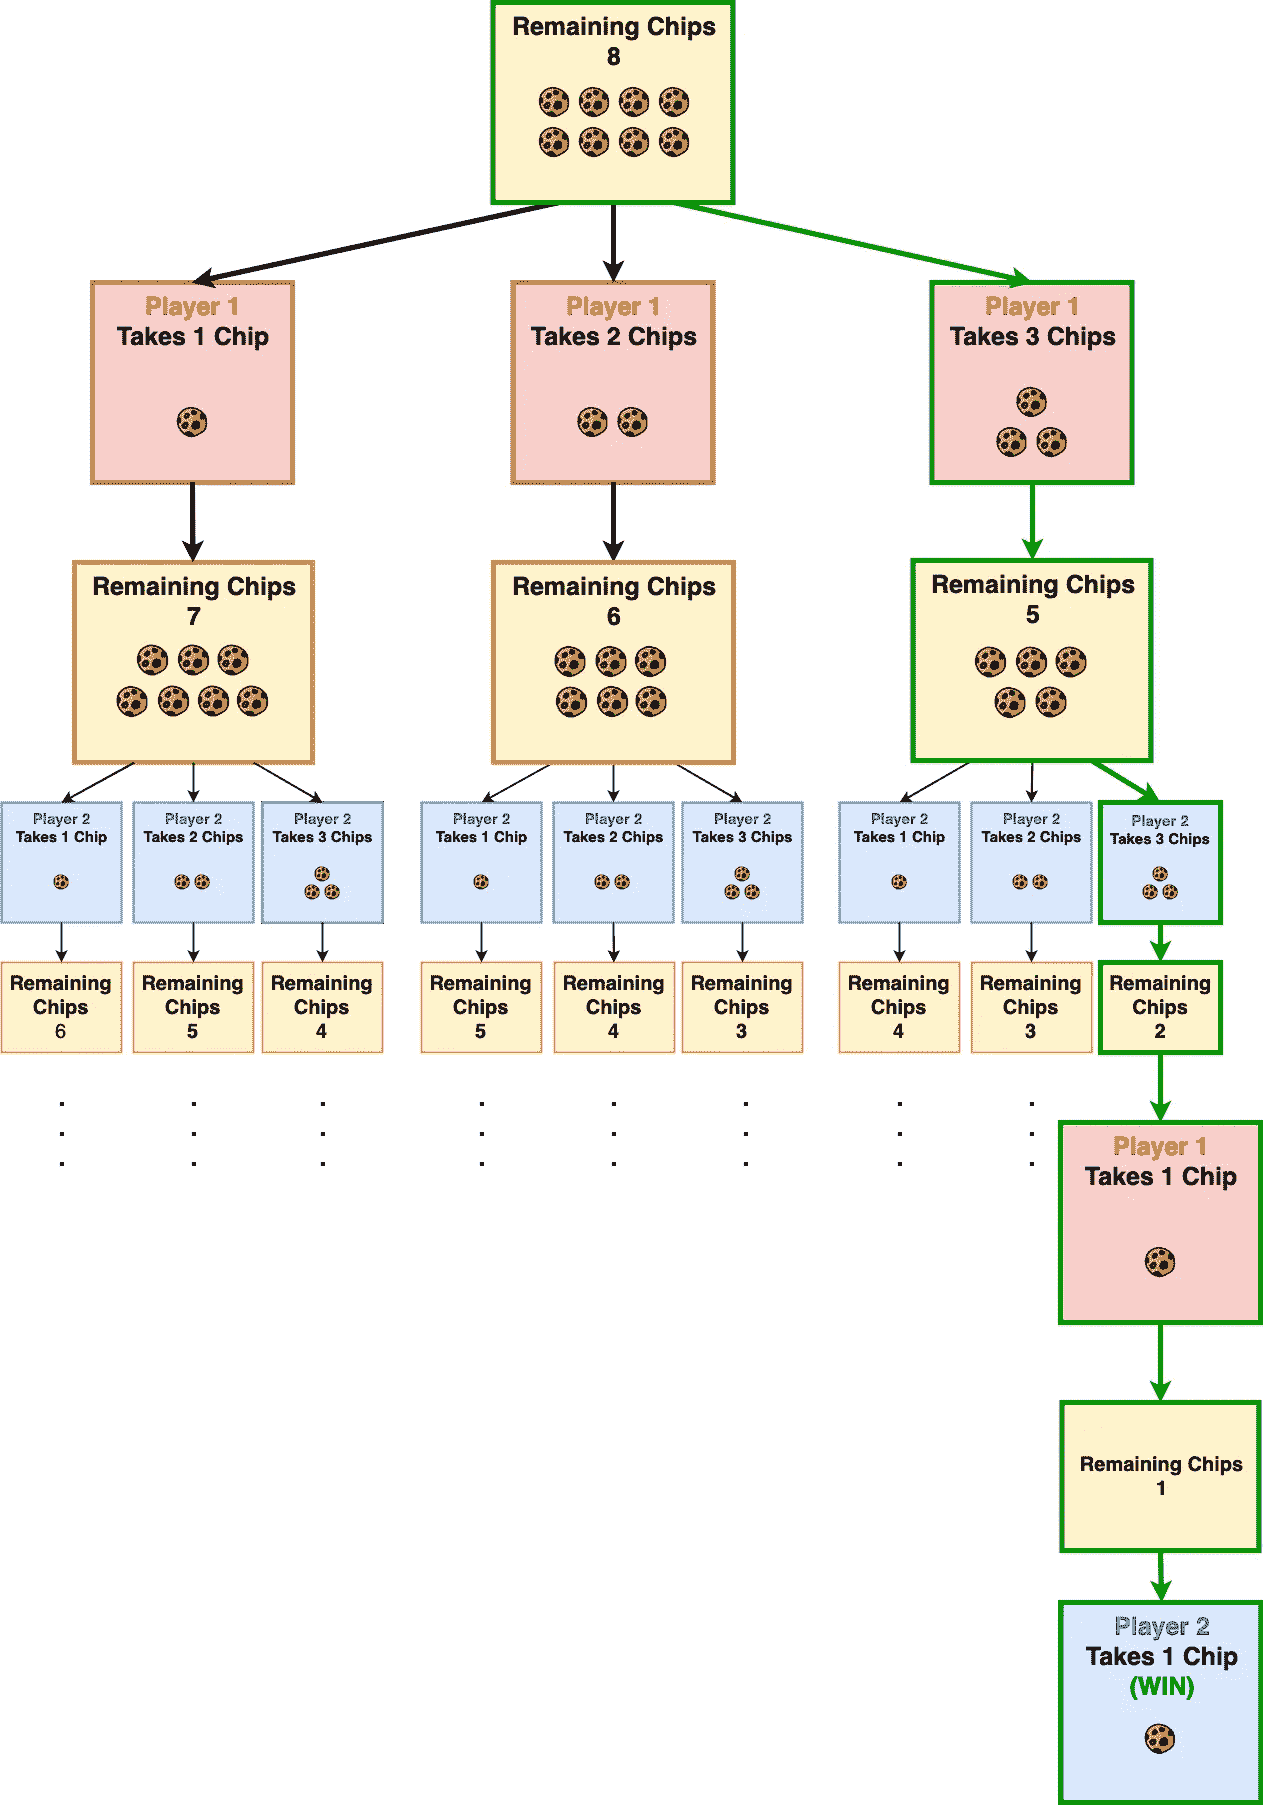 Remaining Chips
8
Player 1
Takes 1 Chip
Player 1
Takes 2 Chips
Player 1
Takes 3 Chips
Remaining Chips
7
Remaining Chips
6
Remaining Chips
5
Player 2
Takes 1 Chip
Player 2
Takes 2 Chips
Player 2
Takes 3 Chips
Player 2
Takes 1 Chip
Player 2
Takes 2 Chips
Player 2
Takes 3 Chips
Player 2
Takes 1 Chip
Player 2
Takes 2 Chips
Player 2
Takes 3 Chips
Remaining
Chips
6
Remaining
Chips
5
Remaining
Chips
4
Remaining
Chips
5
Remaining
Chips
4
Remaining
Chips
3
Remaining
Chips
4
Remaining
Chips
3
Remaining
Chips
2
Player 1
Takes 1 Chip
Remaining Chips
1
Player 2
Takes 1 Chip
(WIN)